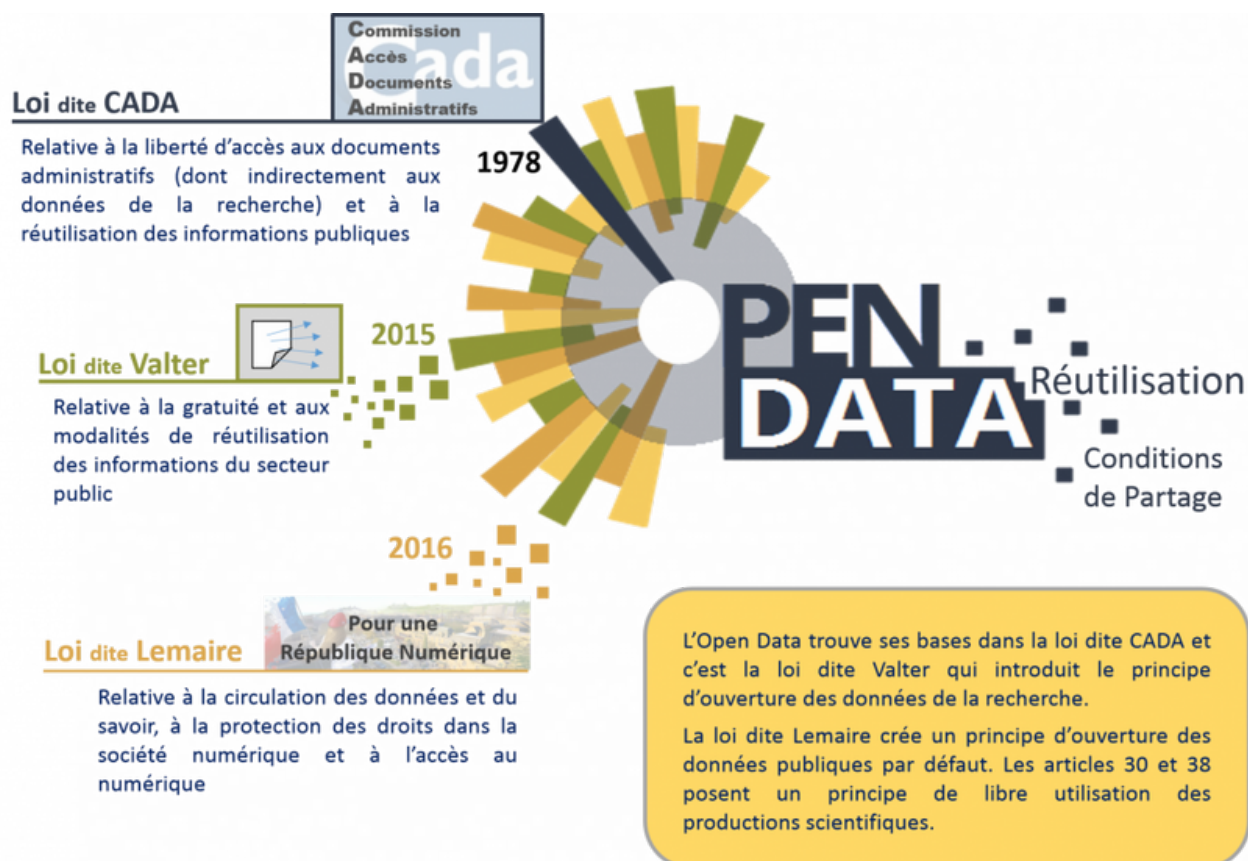 Commission
Accès
Documents
Administratifs
Cada
Loi dite CADA
Relative à la liberté d'accès aux documents
administratifs (dont indirectement aux
données de la recherche) et à la
réutilisation des informations publiques
1978
2015
Loi dite Valter
Relative à la gratuité et aux
modalités de réutilisation
des informations du secteur
public
2016
Pour une
République Numérique
Loi dite Lemaire
Relative à la circulation des données et du
savoir, à la protection des droits dans la
société numérique et à l'accès au
numérique
OPEN
DATA
Réutilisation
Conditions
de Partage
L'Open Data trouve ses bases dans la loi dite CADA et
c'est la loi dite Valter qui introduit le principe
d'ouverture des données de la recherche.
La loi dite Lemaire crée un principe d'ouverture des
données publiques par défaut. Les articles 30 et 38
posent un principe de libre utilisation des
productions scientifiques.